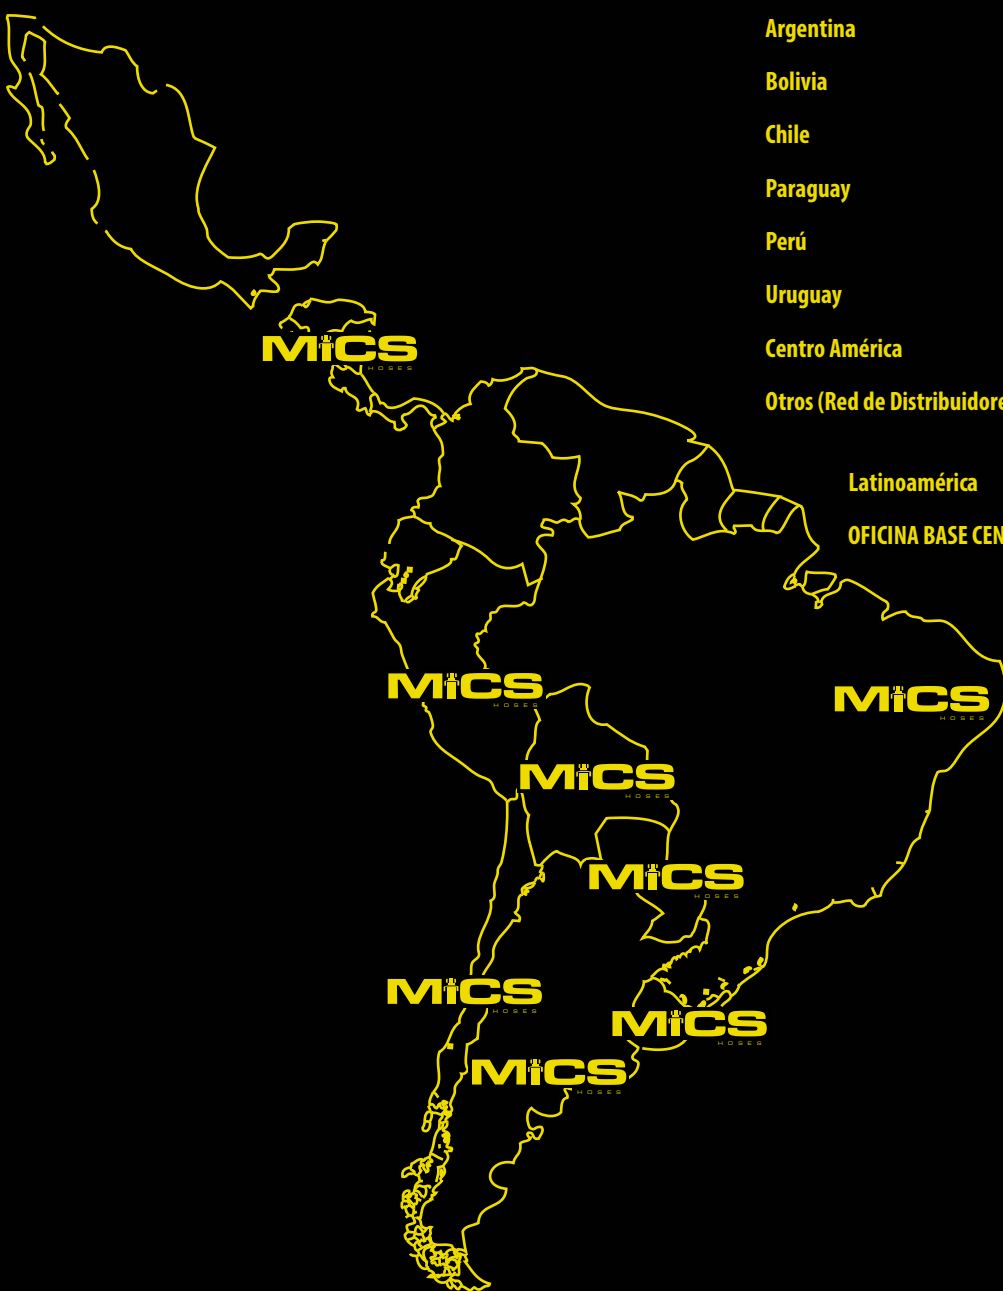 Argentina
Bolivia
Chile
Paraguay
Perú
Uruguay
Centro América
Otros (Red de Distribuidore
Latinoamérica
OFICINA BASE CEN
MiCS
HOSES
MiCS
HOSES
MiCS
HOSES
MiCS
HOSES
MiCS
HOSES
MiCS
HOSES
MiCS
HOSES
MiCS
HOSES